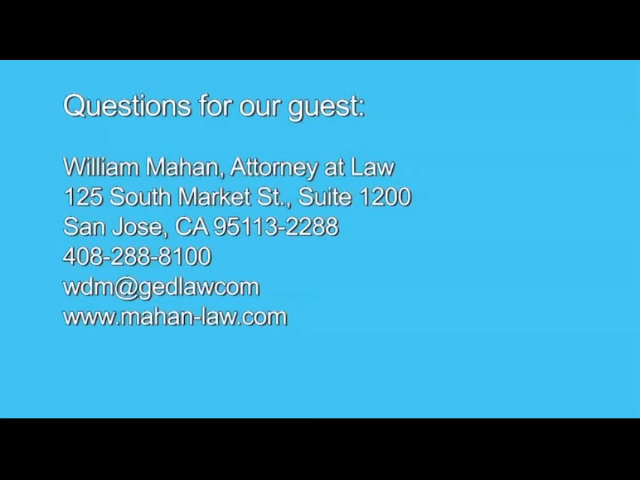 Questions for our guest:
William Mahan, Attorney at Law
125 South Market St., Suite 1200
San Jose, CA 95113-2288
408-288-8100
wdm@gedlawcom
www.mahan-law.com